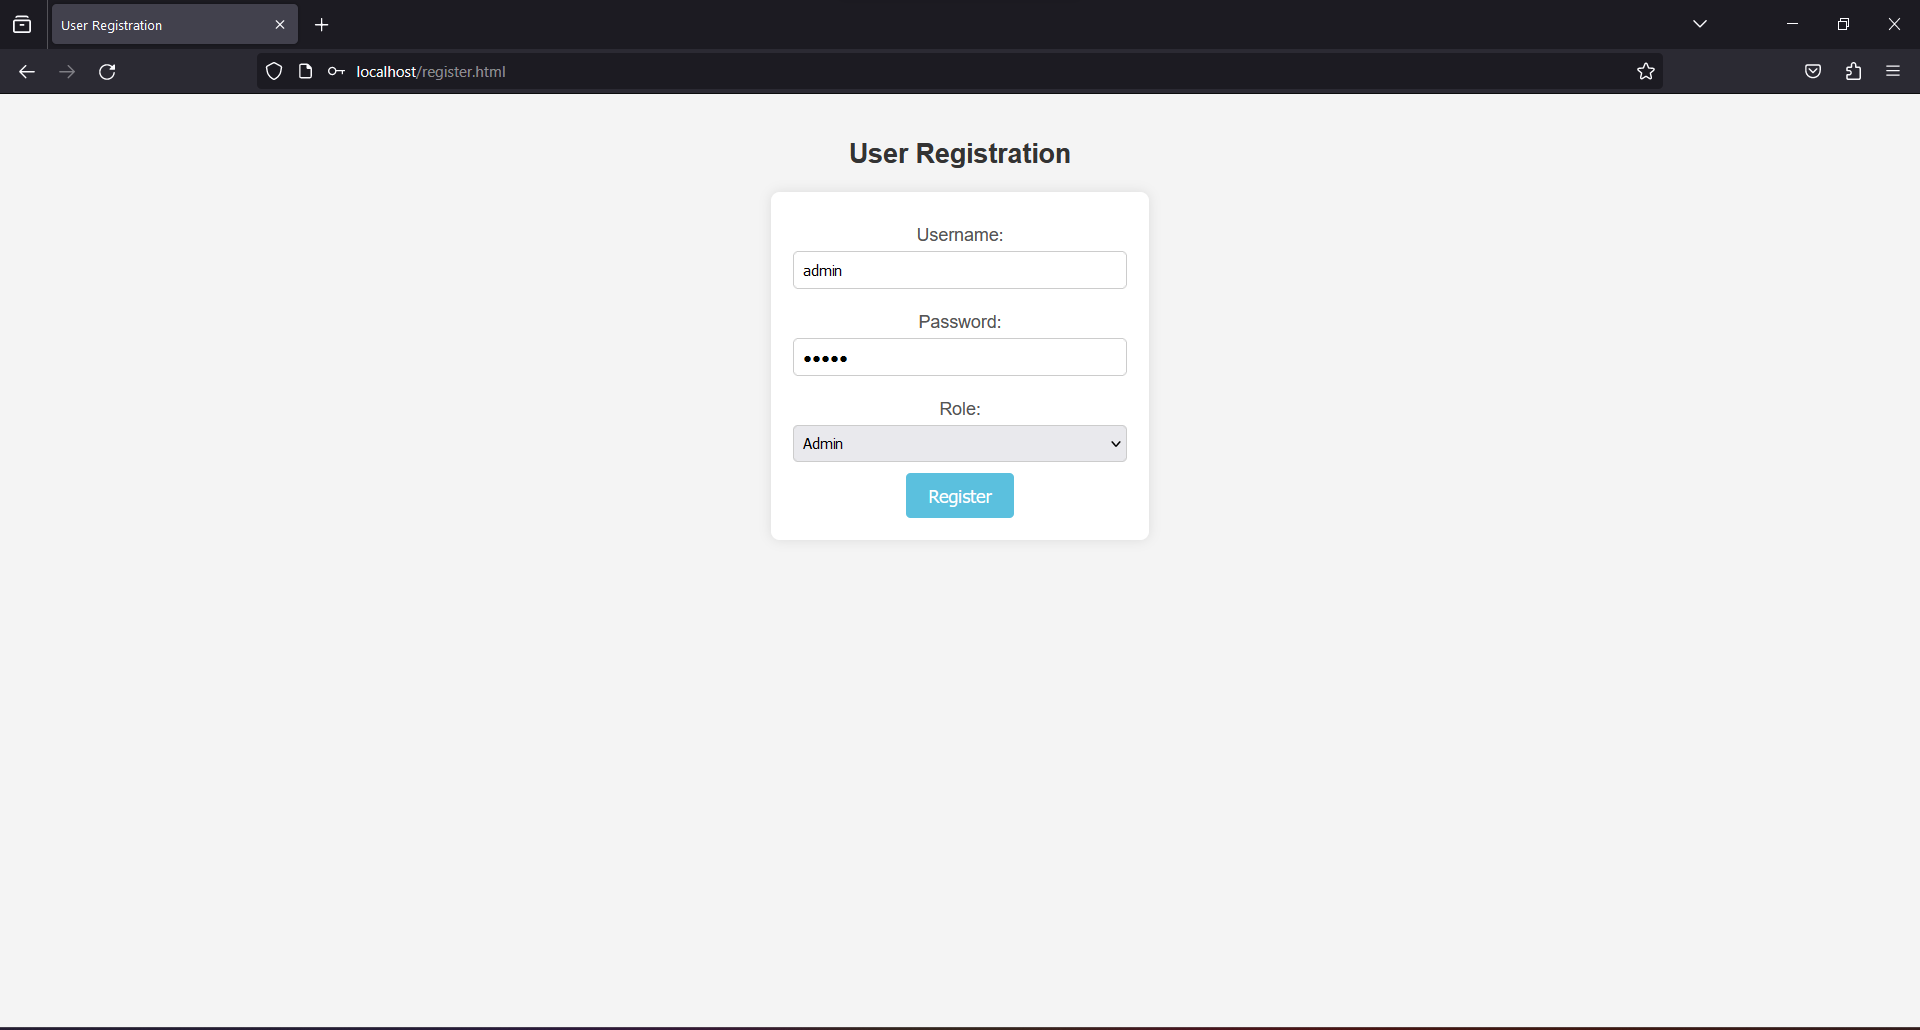 User Registration
localhost/register.html
User Registration
Username:
admin
Password:
•••••
Role:
Admin
Register